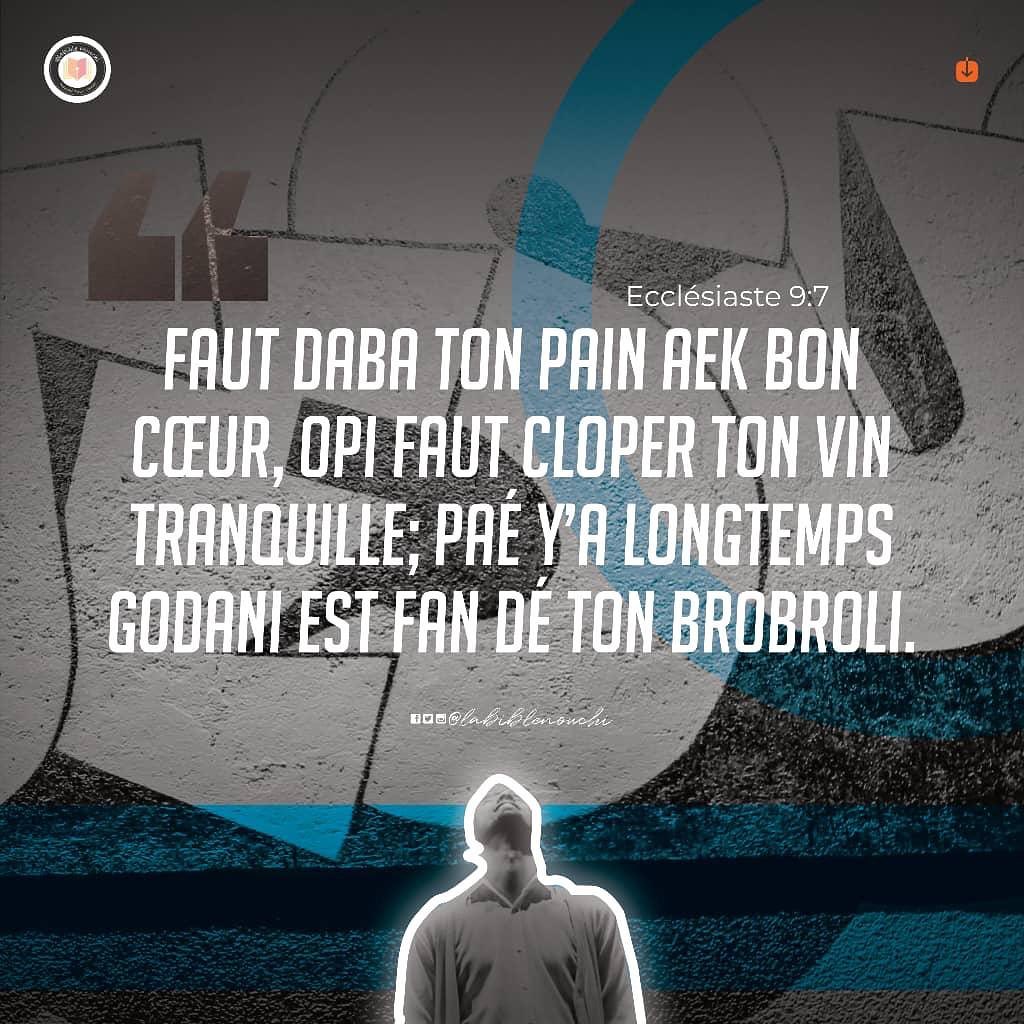 Ecclésiaste 9:7
FAUT DABA TON PAIN AEK BON
CŒUR, OPI FAUT CLOPER TON VIN
TRANQUILLE; PAÉ Y'A LONGTEMPS
GODANI EST FAN DÉ TON BROBROLI.
@labiblenouchi